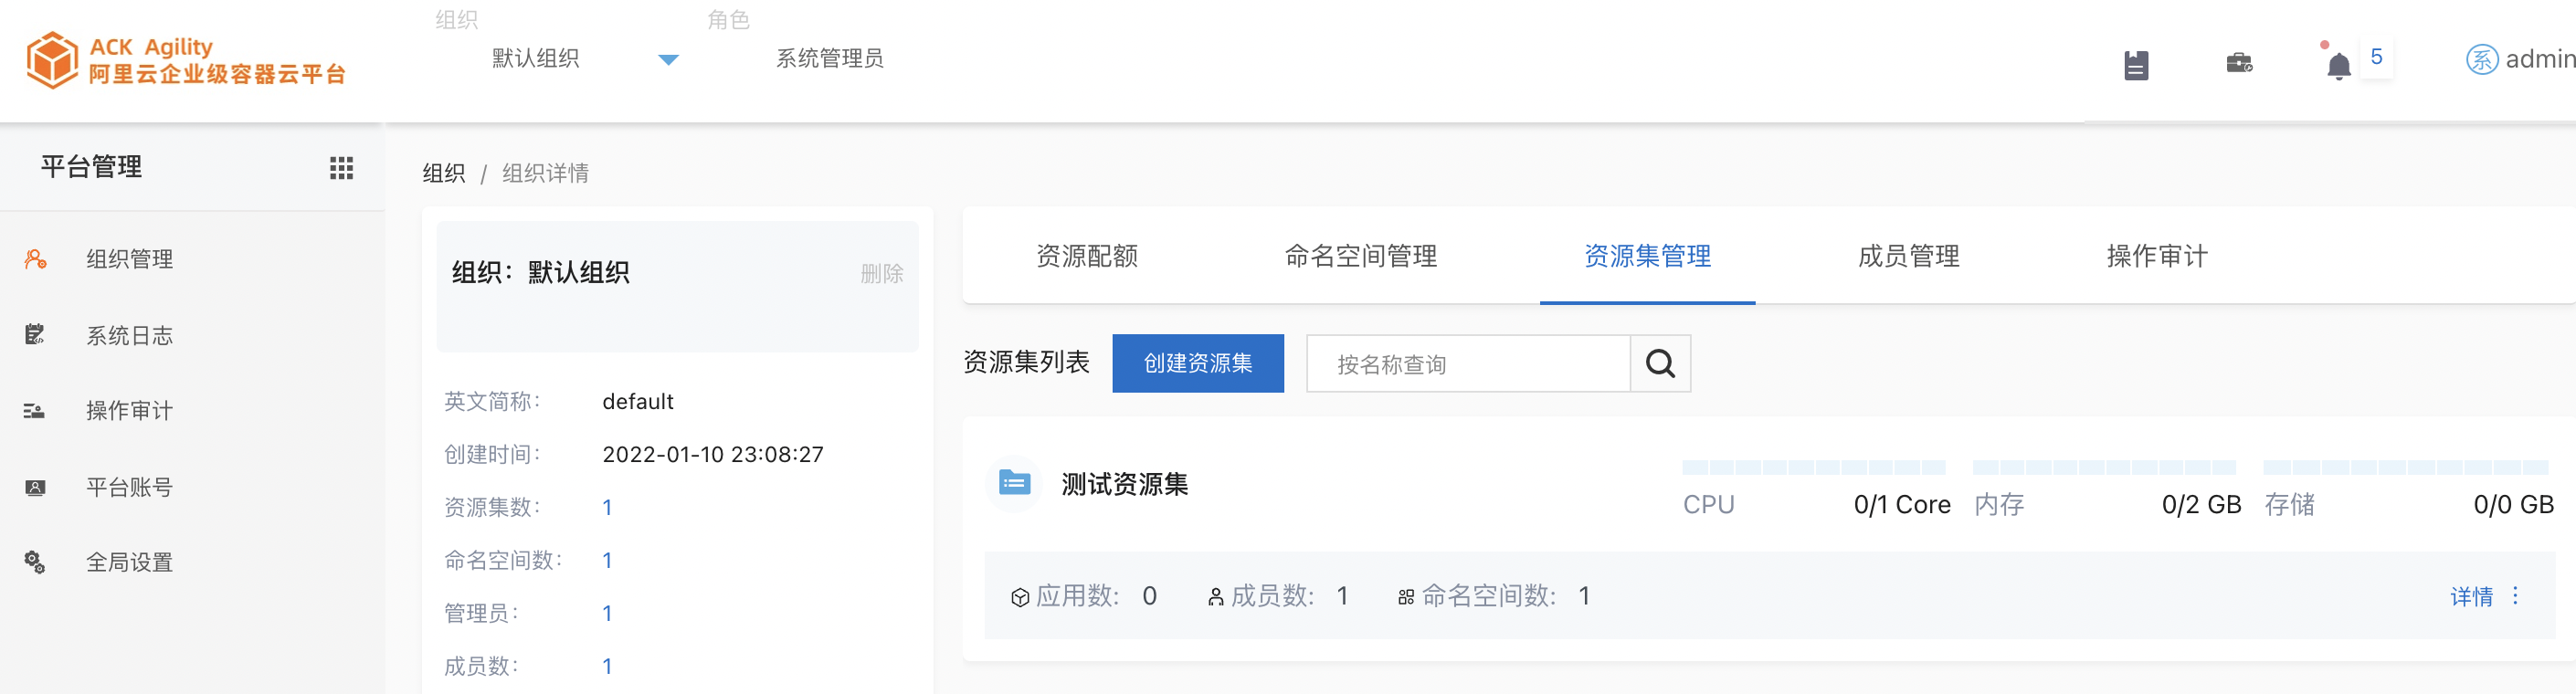 组织
角色
ACK Agility
阿里云企业级容器云平台
默认组织
系统管理员
5
系 admin
平台管理
组织管理
系统日志
操作审计
平台账号
全局设置
组织 / 组织详情
组织：默认组织
删除
英文简称: default
创建时间: 2022-01-10 23:08:27
资源集数: 1
命名空间数: 1
管理员: 1
成员数: 1
资源配额 命名空间管理 资源集管理 成员管理 操作审计
资源集列表 创建资源集 按名称查询
测试资源集
CPU 0/1 Core 内存 0/2 GB 存储 0/0 GB
应用数: 0 成员数: 1 命名空间数: 1
详情